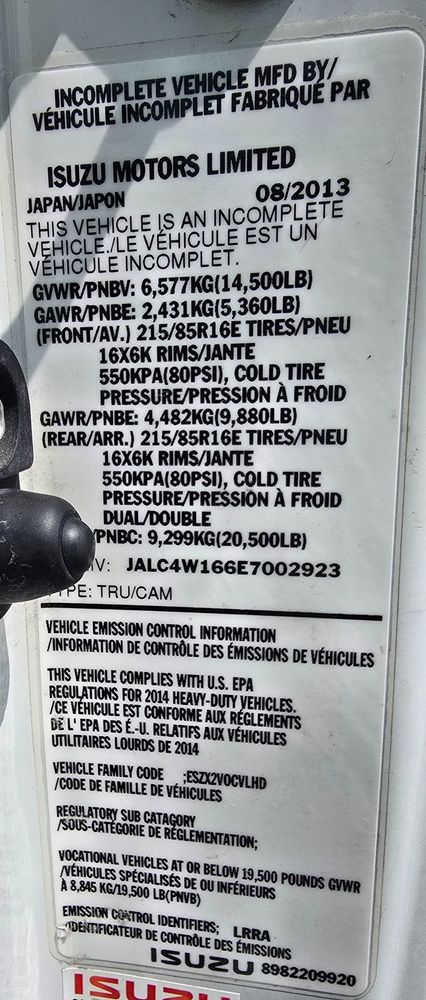 INCOMPLETE VEHICLE MFD BY/
VÉHICULE INCOMPLET FABRIQUÉ PAR
ISUZU MOTORS LIMITED
JAPAN/JAPON 08/2013
THIS VEHICLE IS AN INCOMPLETE
VEHICLE./LE VÉHICULE EST UN
VÉHICULE INCOMPLET.
GVWR/PNBV: 6,577KG(14,500LB)
GAWR/PNBE: 2,431KG(5,360LB)
(FRONT/AV.) 215/85R16E TIRES/PNEU
16X6K RIMS/JANTE
550KPA(80PSI), COLD TIRE
PRESSURE/PRESSION À FROID
GAWR/PNBE: 4,482KG(9,880LB)
(REAR/ARR.) 215/85R16E TIRES/PNEU
16X6K RIMS/JANTE
550KPA(80PSI), COLD TIRE
PRESSURE/PRESSION À FROID
DUAL/DOUBLE
/PNBC: 9,299KG(20,500LB)
IV: JALC4W166E7002923
YPE: TRU/CAM
VEHICLE EMISSION CONTROL INFORMATION
/INFORMATION DE CONTRÔLE DES ÉMISSIONS DE VÉHICULES
THIS VEHICLE COMPLIES WITH U.S. EPA
REGULATIONS FOR 2014 HEAVY-DUTY VEHICLES.
/CE VÉHICULE EST CONFORME AUX RÉGLEMENTS
DE L' EPA DES É.-U. RELATIFS AUX VÉHICULES
UTILITAIRES LOURDS DE 2014
VEHICLE FAMILY CODE ;ESZX2VOCVLHD
/CODE DE FAMILLE DE VÉHICULES
REGULATORY SUB CATAGORY
/SOUS-CATÉGORIE DE RÉGLEMENTATION;
VOCATIONAL VEHICLES AT OR BELOW 19,500 POUNDS GVWR
/VÉHICULES SPÉCIALISÉS DE OU INFÉRIEURS
À 8,845 KG/19,500 LB(PNVB)
EMISSION CONTROL IDENTIFIERS; LRRA
/IDENTIFICATEUR DE CONTRÔLE DES ÉMISSIONS
ISUZU 8982209920
ISUZU